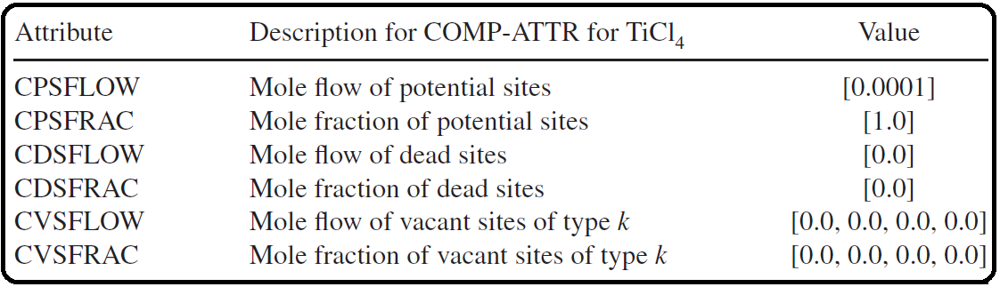 Attribute Description for COMP-ATTR for TiCl₄ Value
CPSFLOW Mole flow of potential sites [0.0001]
CPSFRAC Mole fraction of potential sites [1.0]
CDSFLOW Mole flow of dead sites [0.0]
CDSFRAC Mole fraction of dead sites [0.0]
CVSFLOW Mole flow of vacant sites of type k [0.0, 0.0, 0.0, 0.0]
CVSFRAC Mole fraction of vacant sites of type k [0.0, 0.0, 0.0, 0.0]